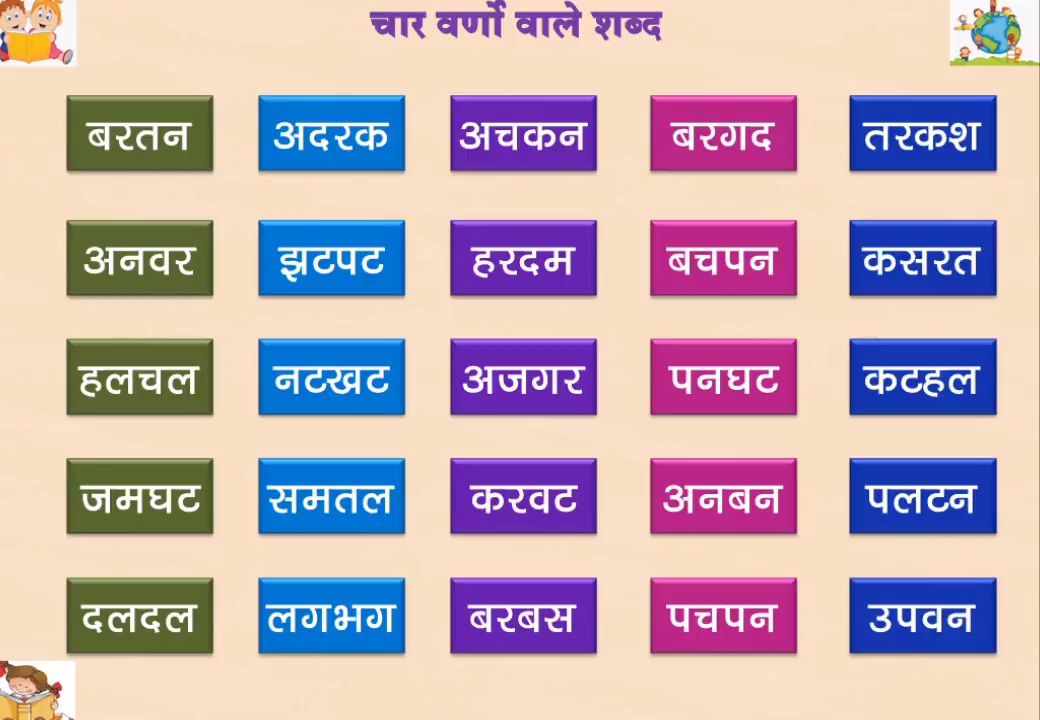 चार वर्णो वाले शब्द
बरतन अदरक अचकन बरगद तरकश
अनवर झटपट हरदम बचपन कसरत
हलचल नटखट अजगर पनघट कटहल
जमघट समतल करवट अनबन पलटन
दलदल लगभग बरबस पचपन उपवन